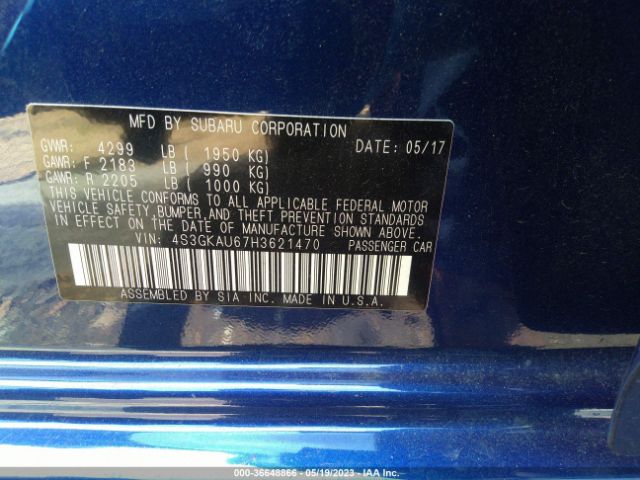 MFD BY SUBARU CORPORATION
GVWR: 4299 LB ( 1950 KG) DATE: 05/17
GAWR: F 2183 LB ( 990 KG)
GAWR: R 2205 LB ( 1000 KG)
THIS VEHICLE CONFORMS TO ALL APPLICABLE FEDERAL MOTOR
VEHICLE SAFETY, BUMPER, AND THEFT PREVENTION STANDARDS
IN EFFECT ON THE DATE OF MANUFACTURE SHOWN ABOVE.
VIN: 4S3GKAU67H3621470 PASSENGER CAR
ASSEMBLED BY SIA INC. MADE IN U.S.A.
000-36648866 - 05/19/2023 - IAA Inc.